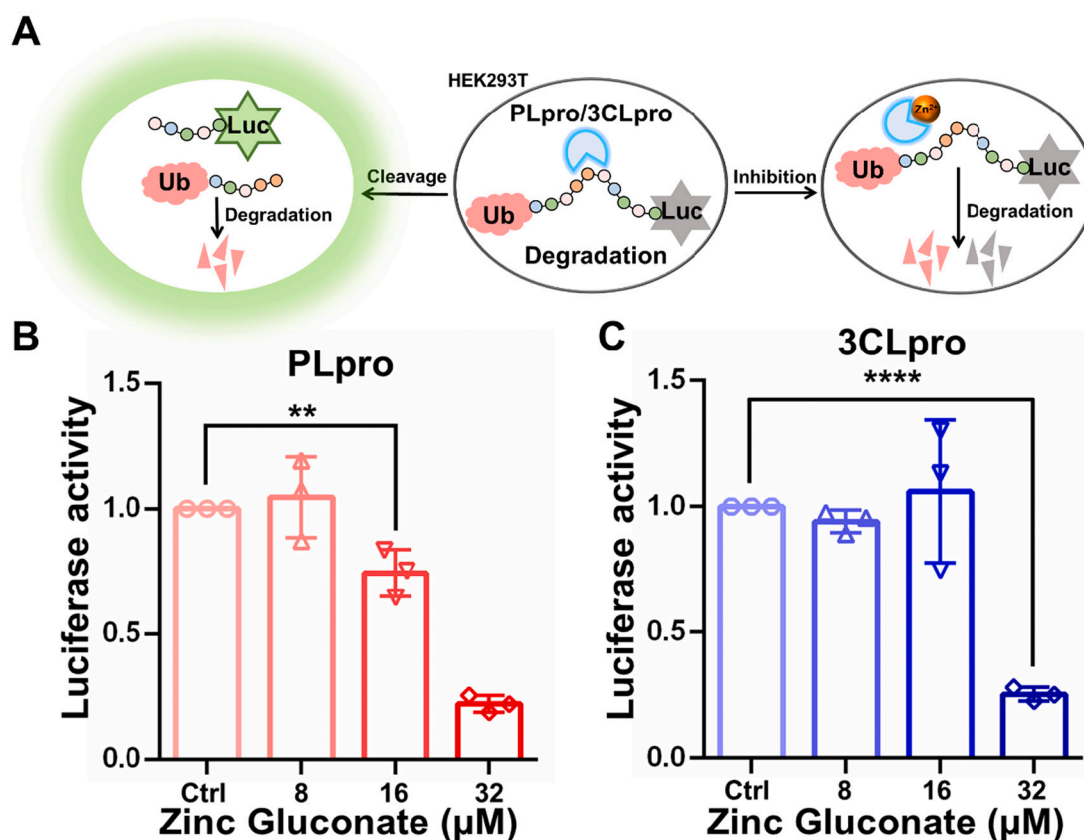 A
HEK293T
PLpro/3CLpro
Luc
Ub
Degradation
Cleavage
Ub
Luc
Degradation
Inhibition
Zn2+
Ub
Luc
Degradation
B
PLpro
**
Luciferase activity
1.5
1.0
0.5
0.0
Ctrl 8 16 32
Zinc Gluconate (µM)
C
3CLpro
****
Luciferase activity
1.5
1.0
0.5
0.0
Ctrl 8 16 32
Zinc Gluconate (µM)